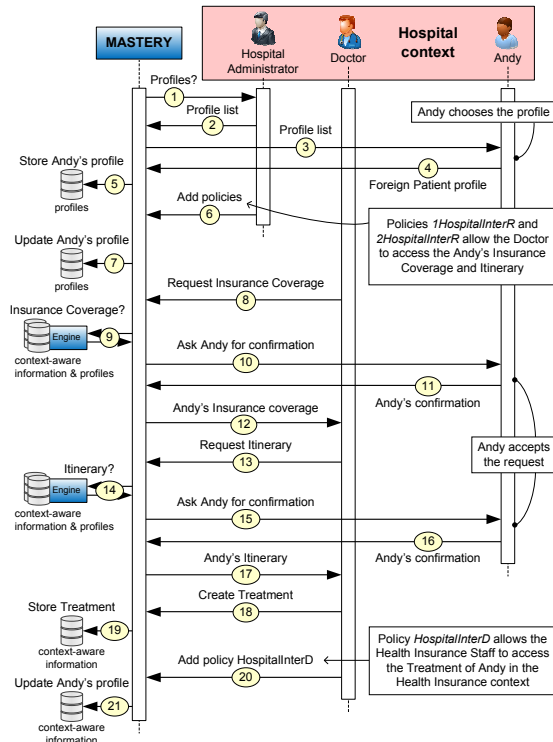 MASTERY
Hospital
Administrator
Doctor
Hospital
context
Andy
Profiles?
1
Profile list
2
Andy chooses the profile
Profile list
3
Store Andy's profile
4
5
Foreign Patient profile
profiles
Add policies
6
Policies 1HospitalInterR and
2HospitalInterR allow the Doctor
to access the Andy's Insurance
Coverage and Itinerary
Update Andy's profile
7
profiles
Request Insurance Coverage
8
Insurance Coverage?
Engine
9
context-aware
information & profiles
Ask Andy for confirmation
10
11
Andy's confirmation
Andy's Insurance coverage
12
Request Itinerary
13
Andy accepts
the request
Itinerary?
Engine
14
context-aware
information & profiles
Ask Andy for confirmation
15
16
Andy's confirmation
Andy's Itinerary
17
Create Treatment
18
Store Treatment
19
context-aware
information
Policy HospitalInterD allows the
Health Insurance Staff to access
the Treatment of Andy in the
Health Insurance context
Add policy HospitalInterD
20
Update Andy's profile
21
context-aware
information